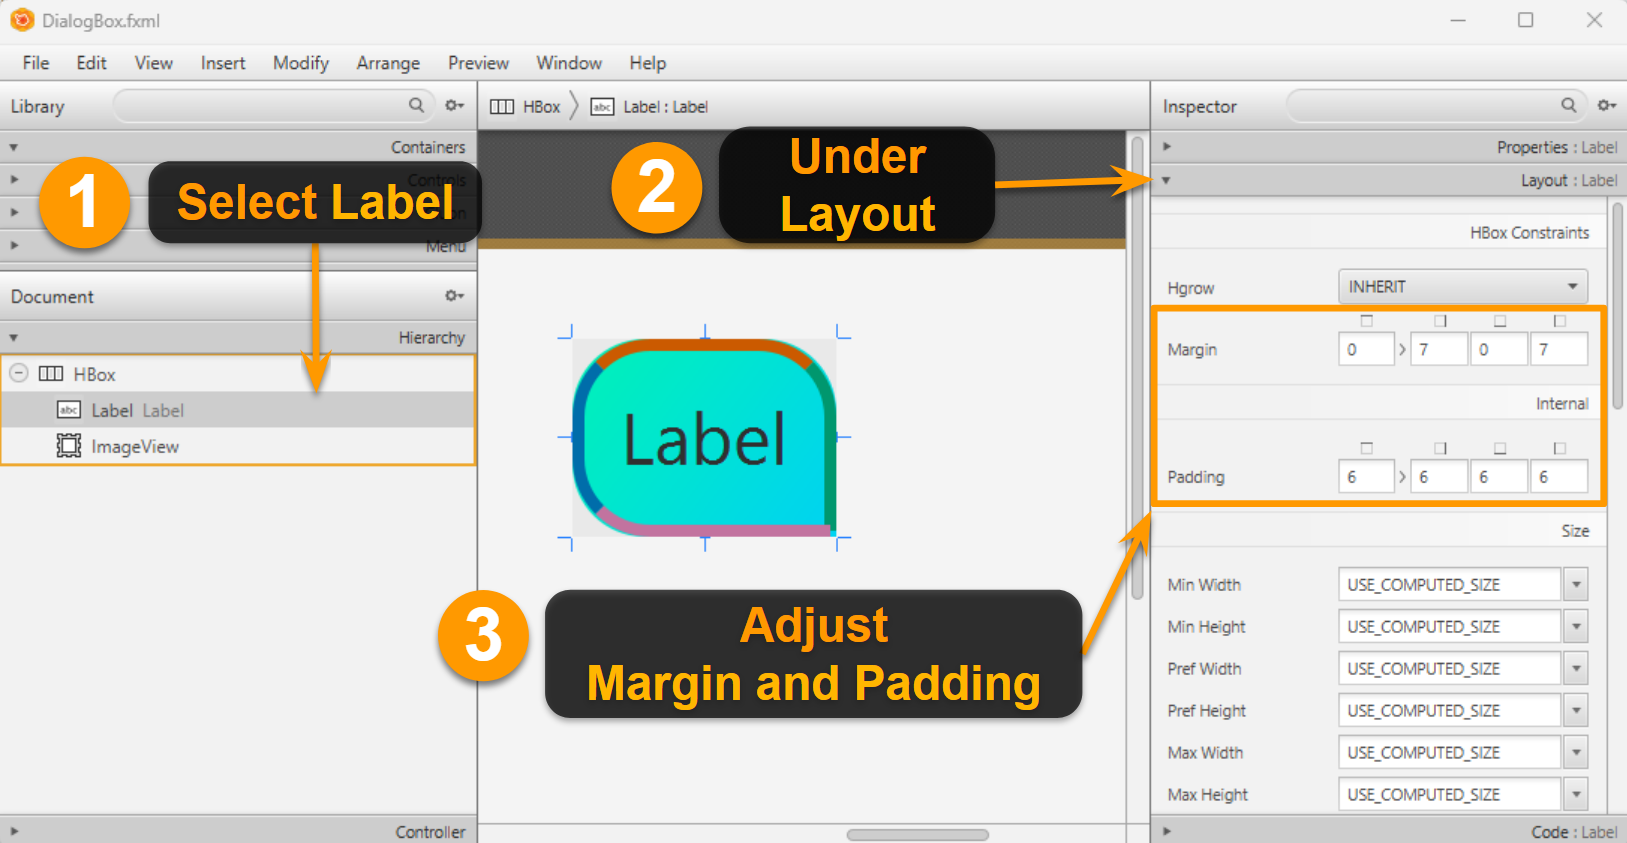 DialogBox.fxml
File Edit View Insert Modify Arrange Preview Window Help
Library
Containers
Controls
Menu
1
Select Label
Document
Hierarchy
HBox
abc Label Label
ImageView
Controller
HBox abc Label : Label
2
Under
Layout
Label
3
Adjust
Margin and Padding
Inspector
Properties : Label
Layout : Label
HBox Constraints
Hgrow INHERIT
Margin 0 > 7 0 7
Internal
Padding 6 > 6 6 6
Size
Min Width USE_COMPUTED_SIZE
Min Height USE_COMPUTED_SIZE
Pref Width USE_COMPUTED_SIZE
Pref Height USE_COMPUTED_SIZE
Max Width USE_COMPUTED_SIZE
Max Height USE_COMPUTED_SIZE
Code : Label